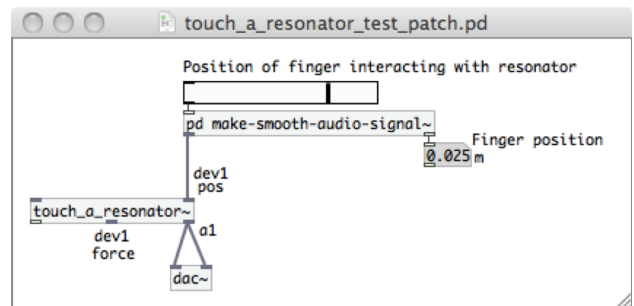 touch_a_resonator_test_patch.pd
Position of finger interacting with resonator
pd make-smooth-audio-signal~
Finger position
0.025 m
dev1
pos
touch_a_resonator~
a1
dev1
force
dac~